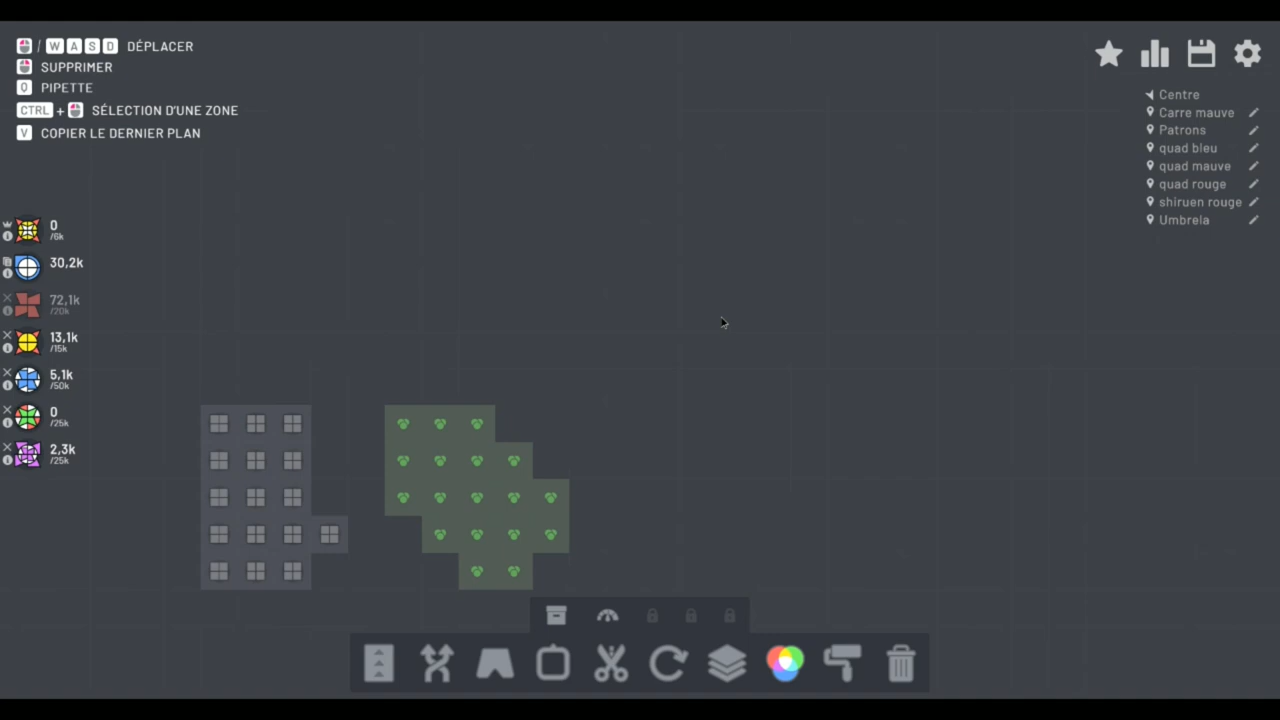 / W A S D DÉPLACER
SUPPRIMER
Q PIPETTE
CTRL + SÉLECTION D'UNE ZONE
V COPIER LE DERNIER PLAN
Centre
Carre mauve
Patrons
quad bleu
quad mauve
quad rouge
shiruen rouge
Umbrela
0
/6k
30,2k
72,1k
/20k
13,1k
/15k
5,1k
/50k
0
/25k
2,3k
/25k